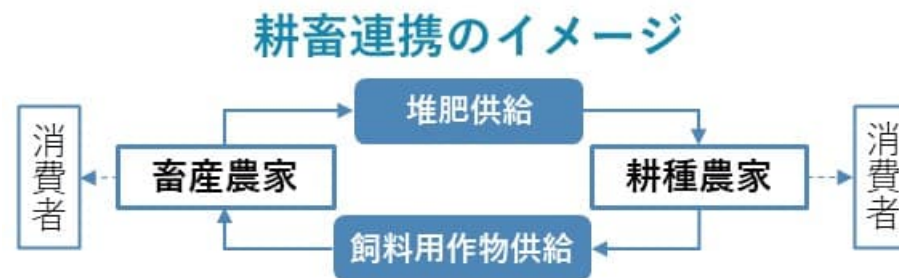 耕畜連携のイメージ
堆肥供給
消費者
畜産農家
耕種農家
消費者
飼料用作物供給